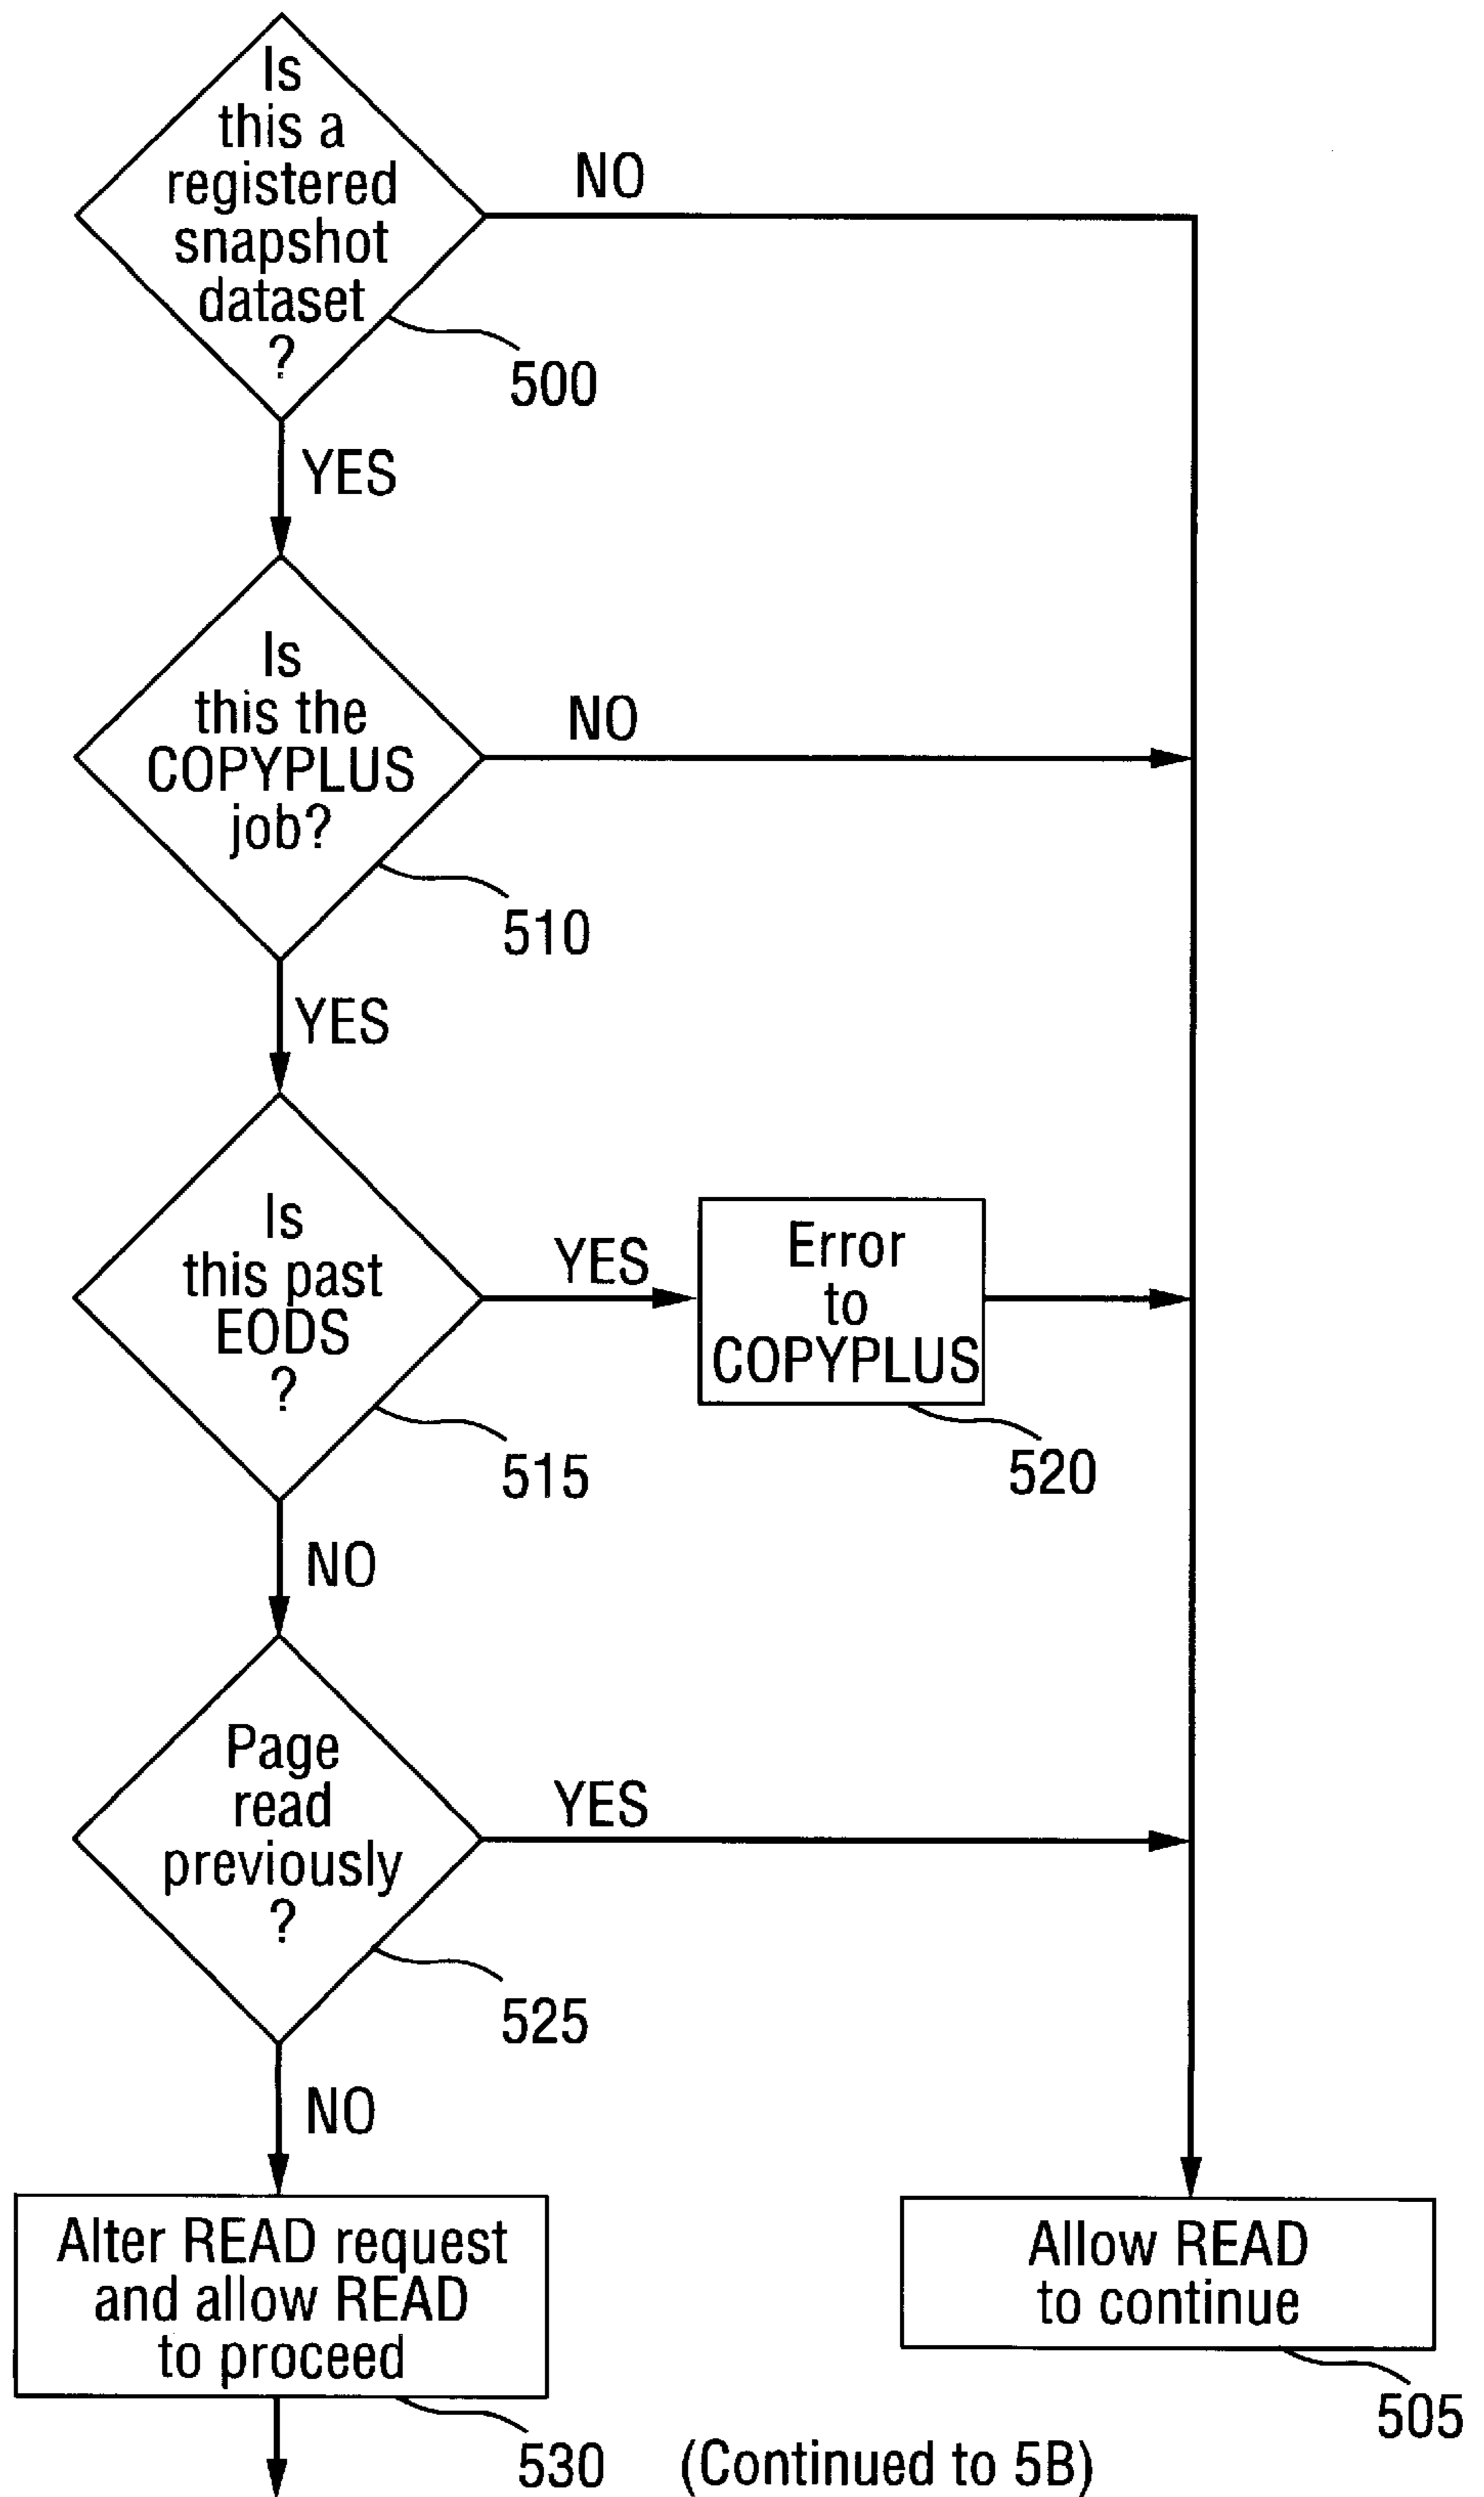 Is
this a
registered
snapshot
dataset
?
NO
500
YES
Is
this the
COPYPLUS
job?
NO
510
YES
Is
this past
EODS
?
YES
Error
to
COPYPLUS
515
520
NO
Page
read
previously
?
YES
525
NO
Alter READ request
and allow READ
to proceed
Allow READ
to continue
505
530
(Continued to 5B)